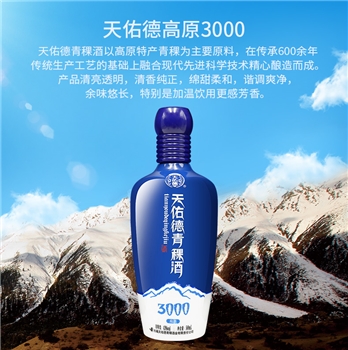 天佑德高原3000
天佑德青稞酒以高原特产青稞为主要原料，在传承600余年
传统生产工艺的基础上融合现代先进科学技术精心酿造而成。
产品清亮透明，清香纯正，绵甜柔和，谐调爽净，
余味悠长，特别是加温饮用更感芳香。
天佑德青稞酒
tianyoudeqingkejiu
3000